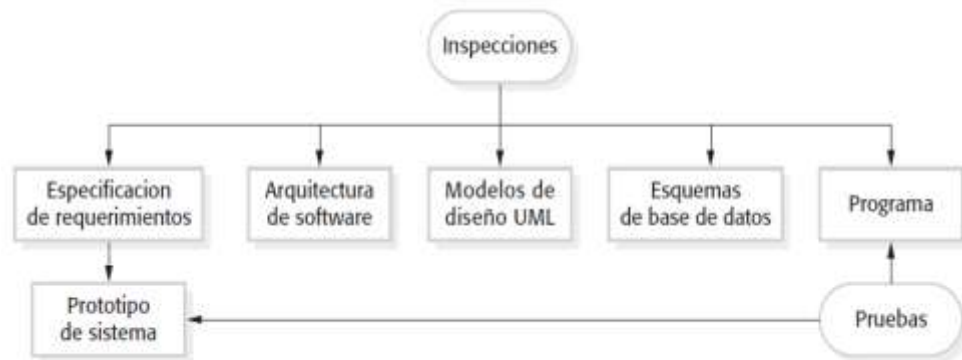 Inspecciones
Especificacion
de requerimientos
Arquitectura
de software
Modelos de
diseño UML
Esquemas
de base de datos
Programa
Prototipo
de sistema
Pruebas